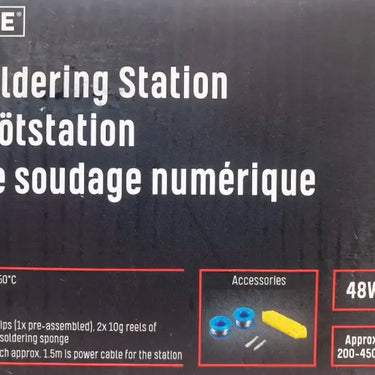 E®
ldering Station
ötstation
e soudage numérique
50°C
ips (1x pre-assembled), 2x 10g reels of
soldering sponge
ch approx. 1.5m is power cable for the station
Accessories
48W
Approx
200-450